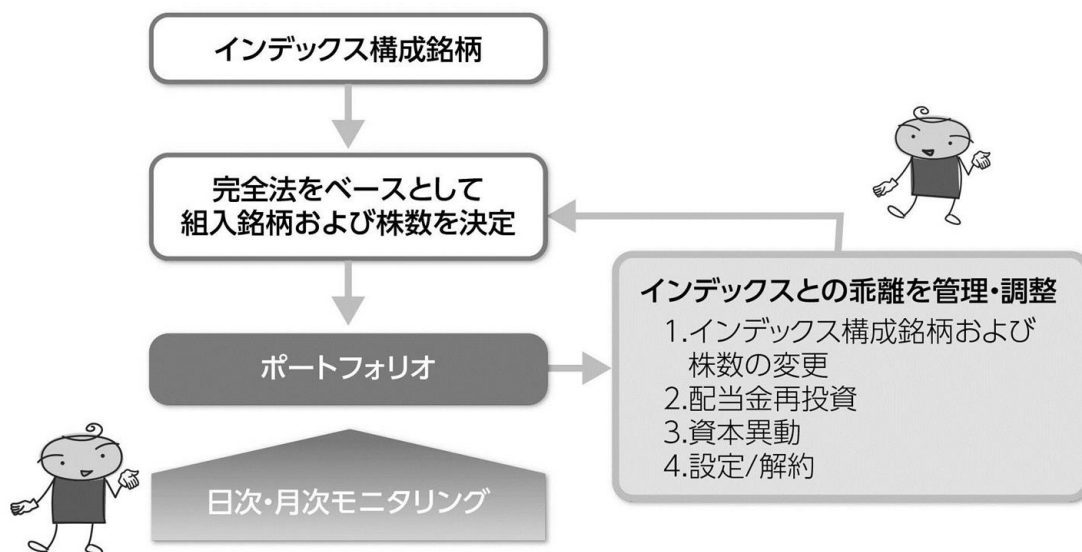 インデックス構成銘柄
完全法をベースとして
組入銘柄および株数を決定
ポートフォリオ
日次・月次モニタリング
インデックスとの乖離を管理・調整
1.インデックス構成銘柄および
株数の変更
2.配当金再投資
3.資本異動
4.設定/解約